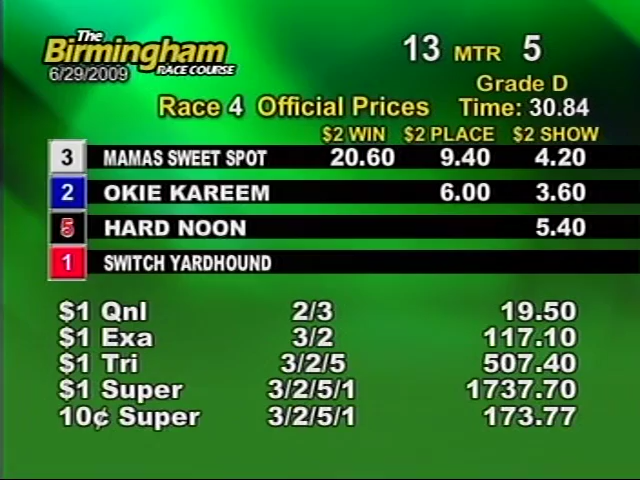 The
Birmingham
RACE COURSE
6/29/2009
13 MTR 5
Grade D
Race 4 Official Prices Time: 30.84
$2 WIN $2 PLACE $2 SHOW
3 MAMAS SWEET SPOT 20.60 9.40 4.20
2 OKIE KAREEM 6.00 3.60
5 HARD NOON 5.40
1 SWITCH YARDHOUND
$1 Qnl 2/3 19.50
$1 Exa 3/2 117.10
$1 Tri 3/2/5 507.40
$1 Super 3/2/5/1 1737.70
10¢ Super 3/2/5/1 173.77